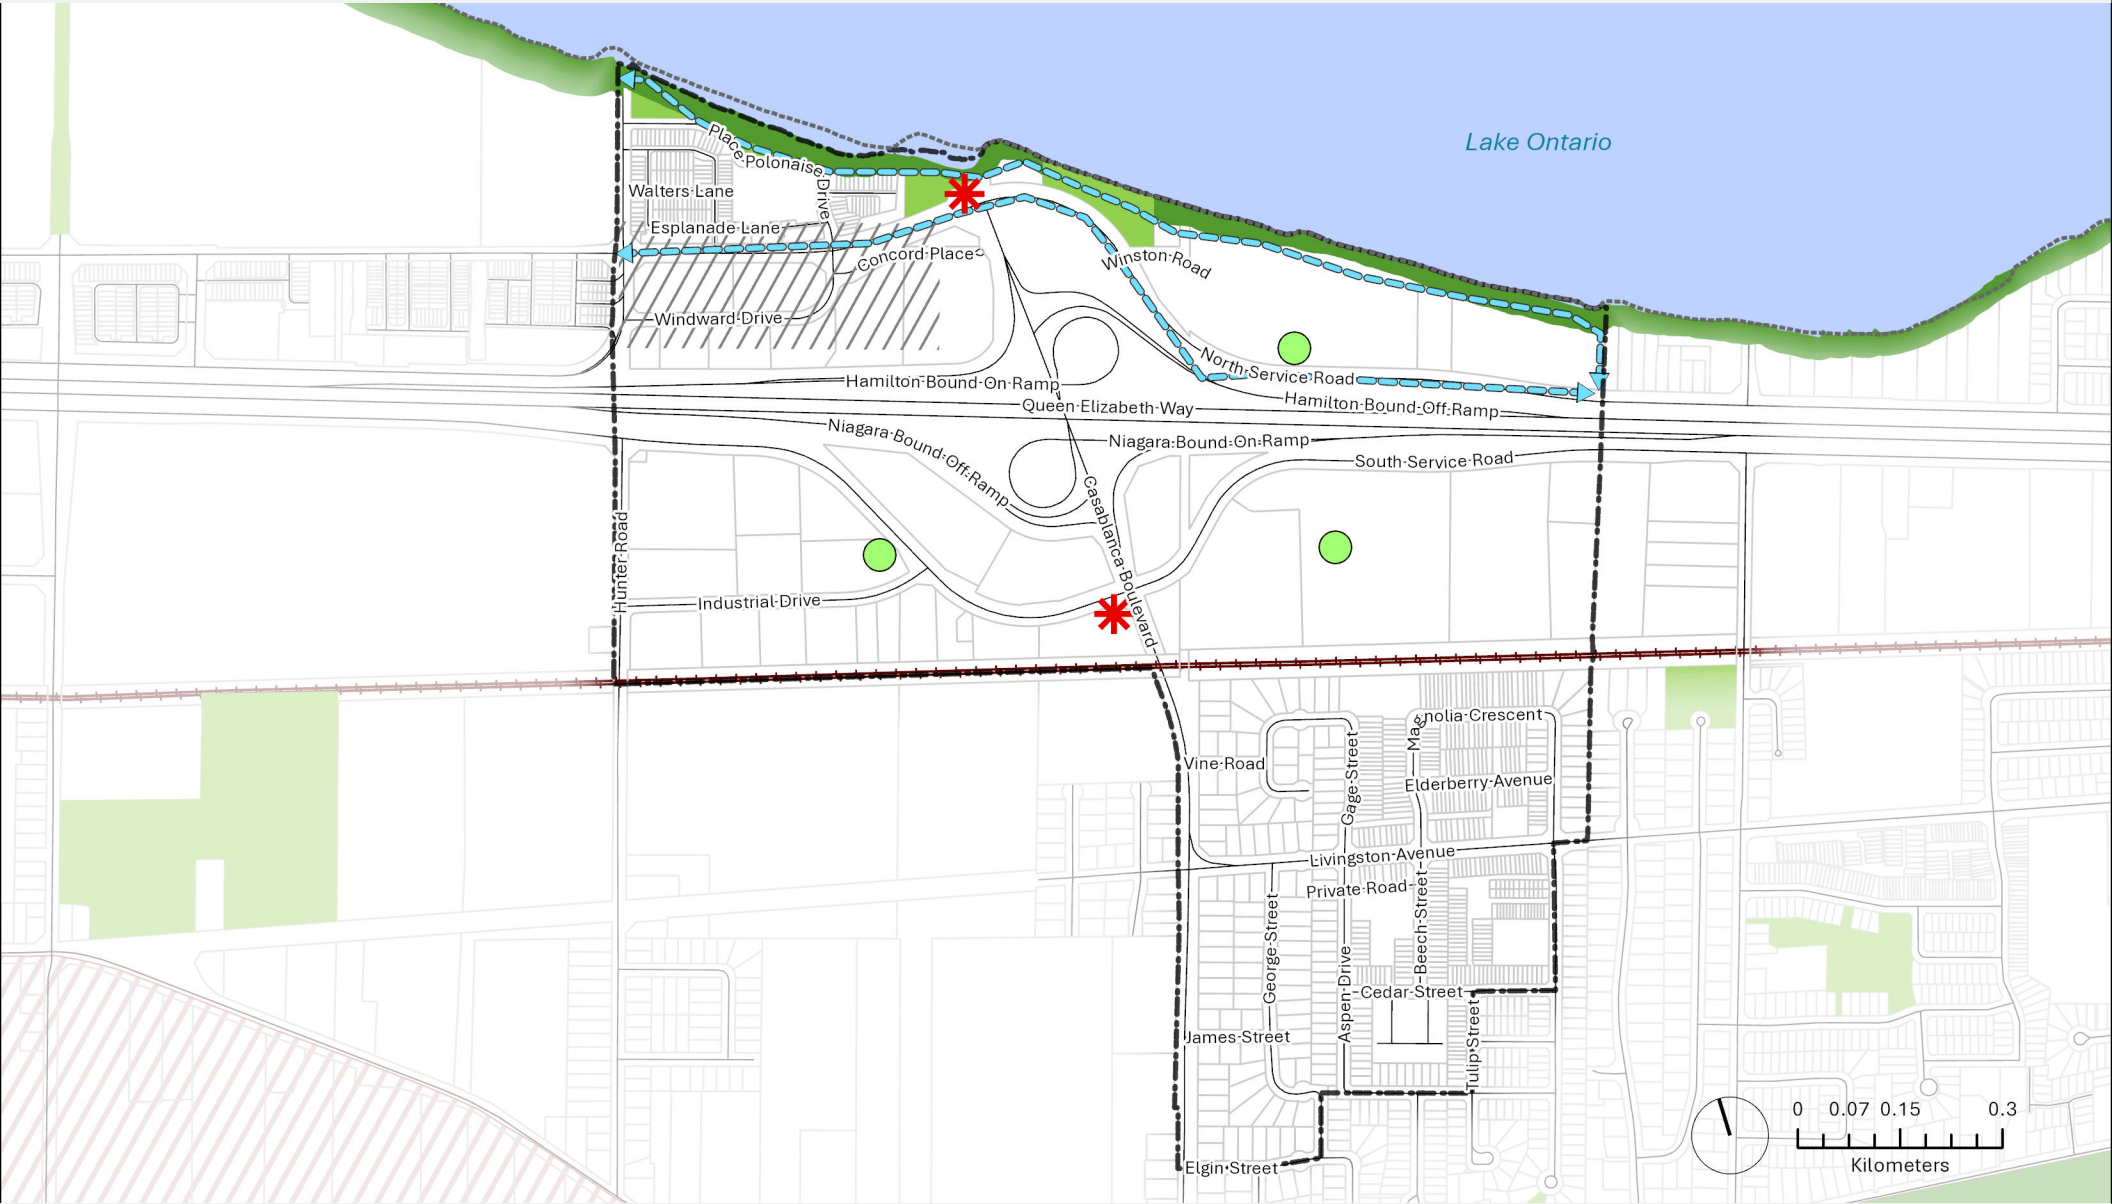 Lake Ontario
Place Polonaise Drive
Walters Lane
Esplanade Lane
Concord Place
Winston Road
Windward Drive
North Service Road
Hamilton Bound On Ramp
Hamilton Bound Off Ramp
Queen Elizabeth Way
Niagara Bound Off Ramp
Niagara Bound On Ramp
South Service Road
Casablanca Boulevard
Hunter Road
Industrial Drive
Magnolia Crescent
Vine Road
Gage Street
Elderberry Avenue
Livingston Avenue
Private Road
George Street
Aspen Drive
Beech Street
Cedar Street
James Street
Tulip Street
Elgin Street
0 0.07 0.15 0.3
Kilometers